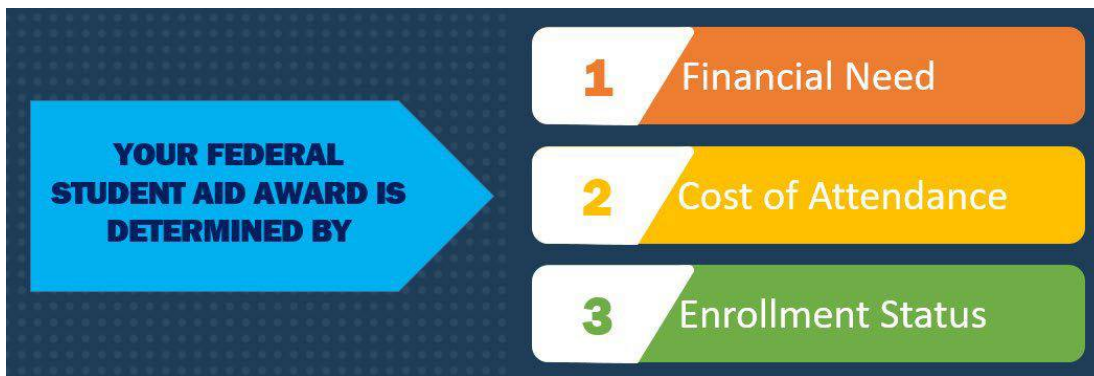 YOUR FEDERAL
STUDENT AID AWARD IS
DETERMINED BY
1 Financial Need
2 Cost of Attendance
3 Enrollment Status